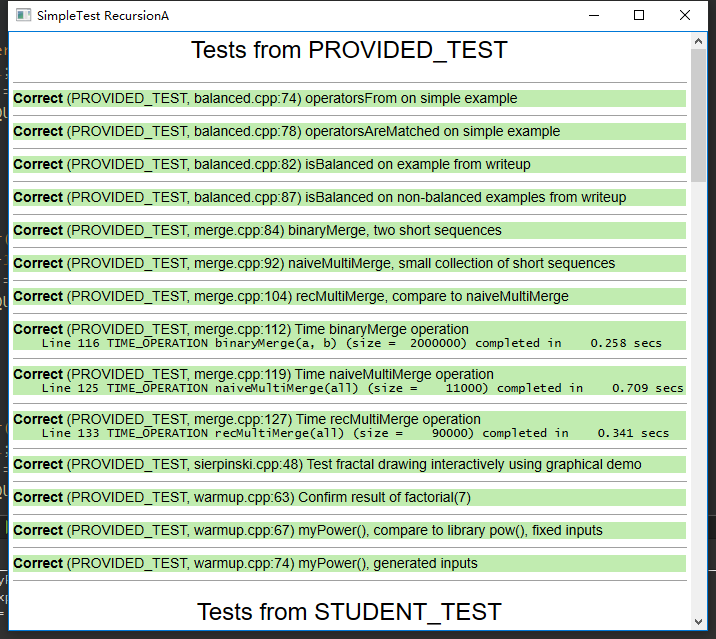 SimpleTest RecursionA
Tests from PROVIDED_TEST
Correct (PROVIDED_TEST, balanced.cpp:74) operatorsFrom on simple example
Correct (PROVIDED_TEST, balanced.cpp:78) operatorsAreMatched on simple example
Correct (PROVIDED_TEST, balanced.cpp:82) isBalanced on example from writeup
Correct (PROVIDED_TEST, balanced.cpp:87) isBalanced on non-balanced examples from writeup
Correct (PROVIDED_TEST, merge.cpp:84) binaryMerge, two short sequences
Correct (PROVIDED_TEST, merge.cpp:92) naiveMultiMerge, small collection of short sequences
Correct (PROVIDED_TEST, merge.cpp:104) recMultiMerge, compare to naiveMultiMerge
Correct (PROVIDED_TEST, merge.cpp:112) Time binaryMerge operation
Line 116 TIME_OPERATION binaryMerge(a, b) (size =  2000000) completed in    0.258 secs
Correct (PROVIDED_TEST, merge.cpp:119) Time naiveMultiMerge operation
Line 125 TIME_OPERATION naiveMultiMerge(all) (size =    11000) completed in    0.709 secs
Correct (PROVIDED_TEST, merge.cpp:127) Time recMultiMerge operation
Line 133 TIME_OPERATION recMultiMerge(all) (size =    90000) completed in    0.341 secs
Correct (PROVIDED_TEST, sierpinski.cpp:48) Test fractal drawing interactively using graphical demo
Correct (PROVIDED_TEST, warmup.cpp:63) Confirm result of factorial(7)
Correct (PROVIDED_TEST, warmup.cpp:67) myPower(), compare to library pow(), fixed inputs
Correct (PROVIDED_TEST, warmup.cpp:74) myPower(), generated inputs
Tests from STUDENT_TEST